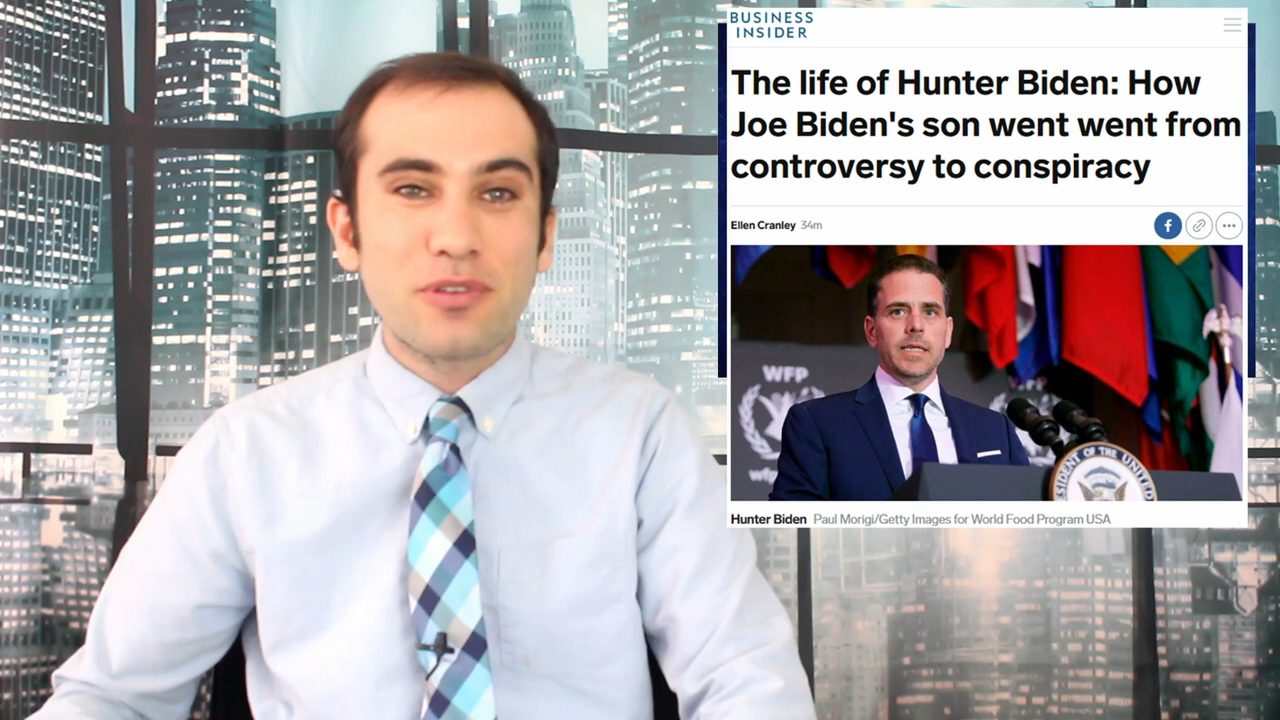 BUSINESS
INSIDER
The life of Hunter Biden: How
Joe Biden's son went went from
controversy to conspiracy
Ellen Cranley 34m
WFP
Hunter Biden Paul Morigi/Getty Images for World Food Program USA